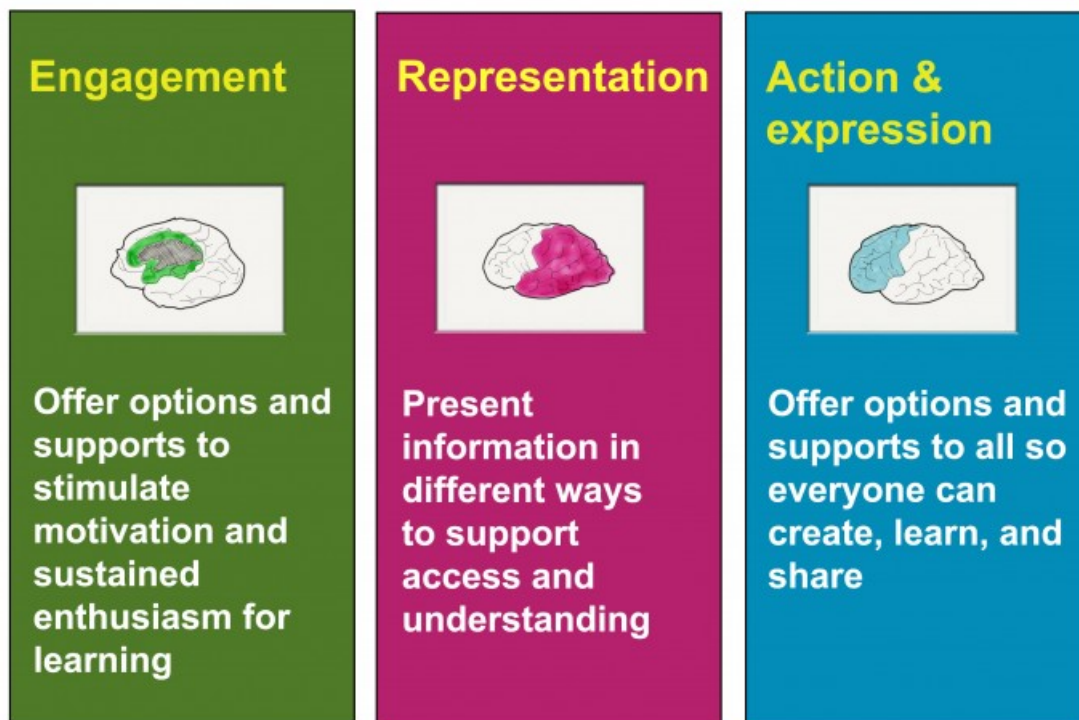 Engagement
Offer options and
supports to
stimulate
motivation and
sustained
enthusiasm for
learning
Representation
Present
information in
different ways
to support
access and
understanding
Action &
expression
Offer options and
supports to all so
everyone can
create, learn, and
share